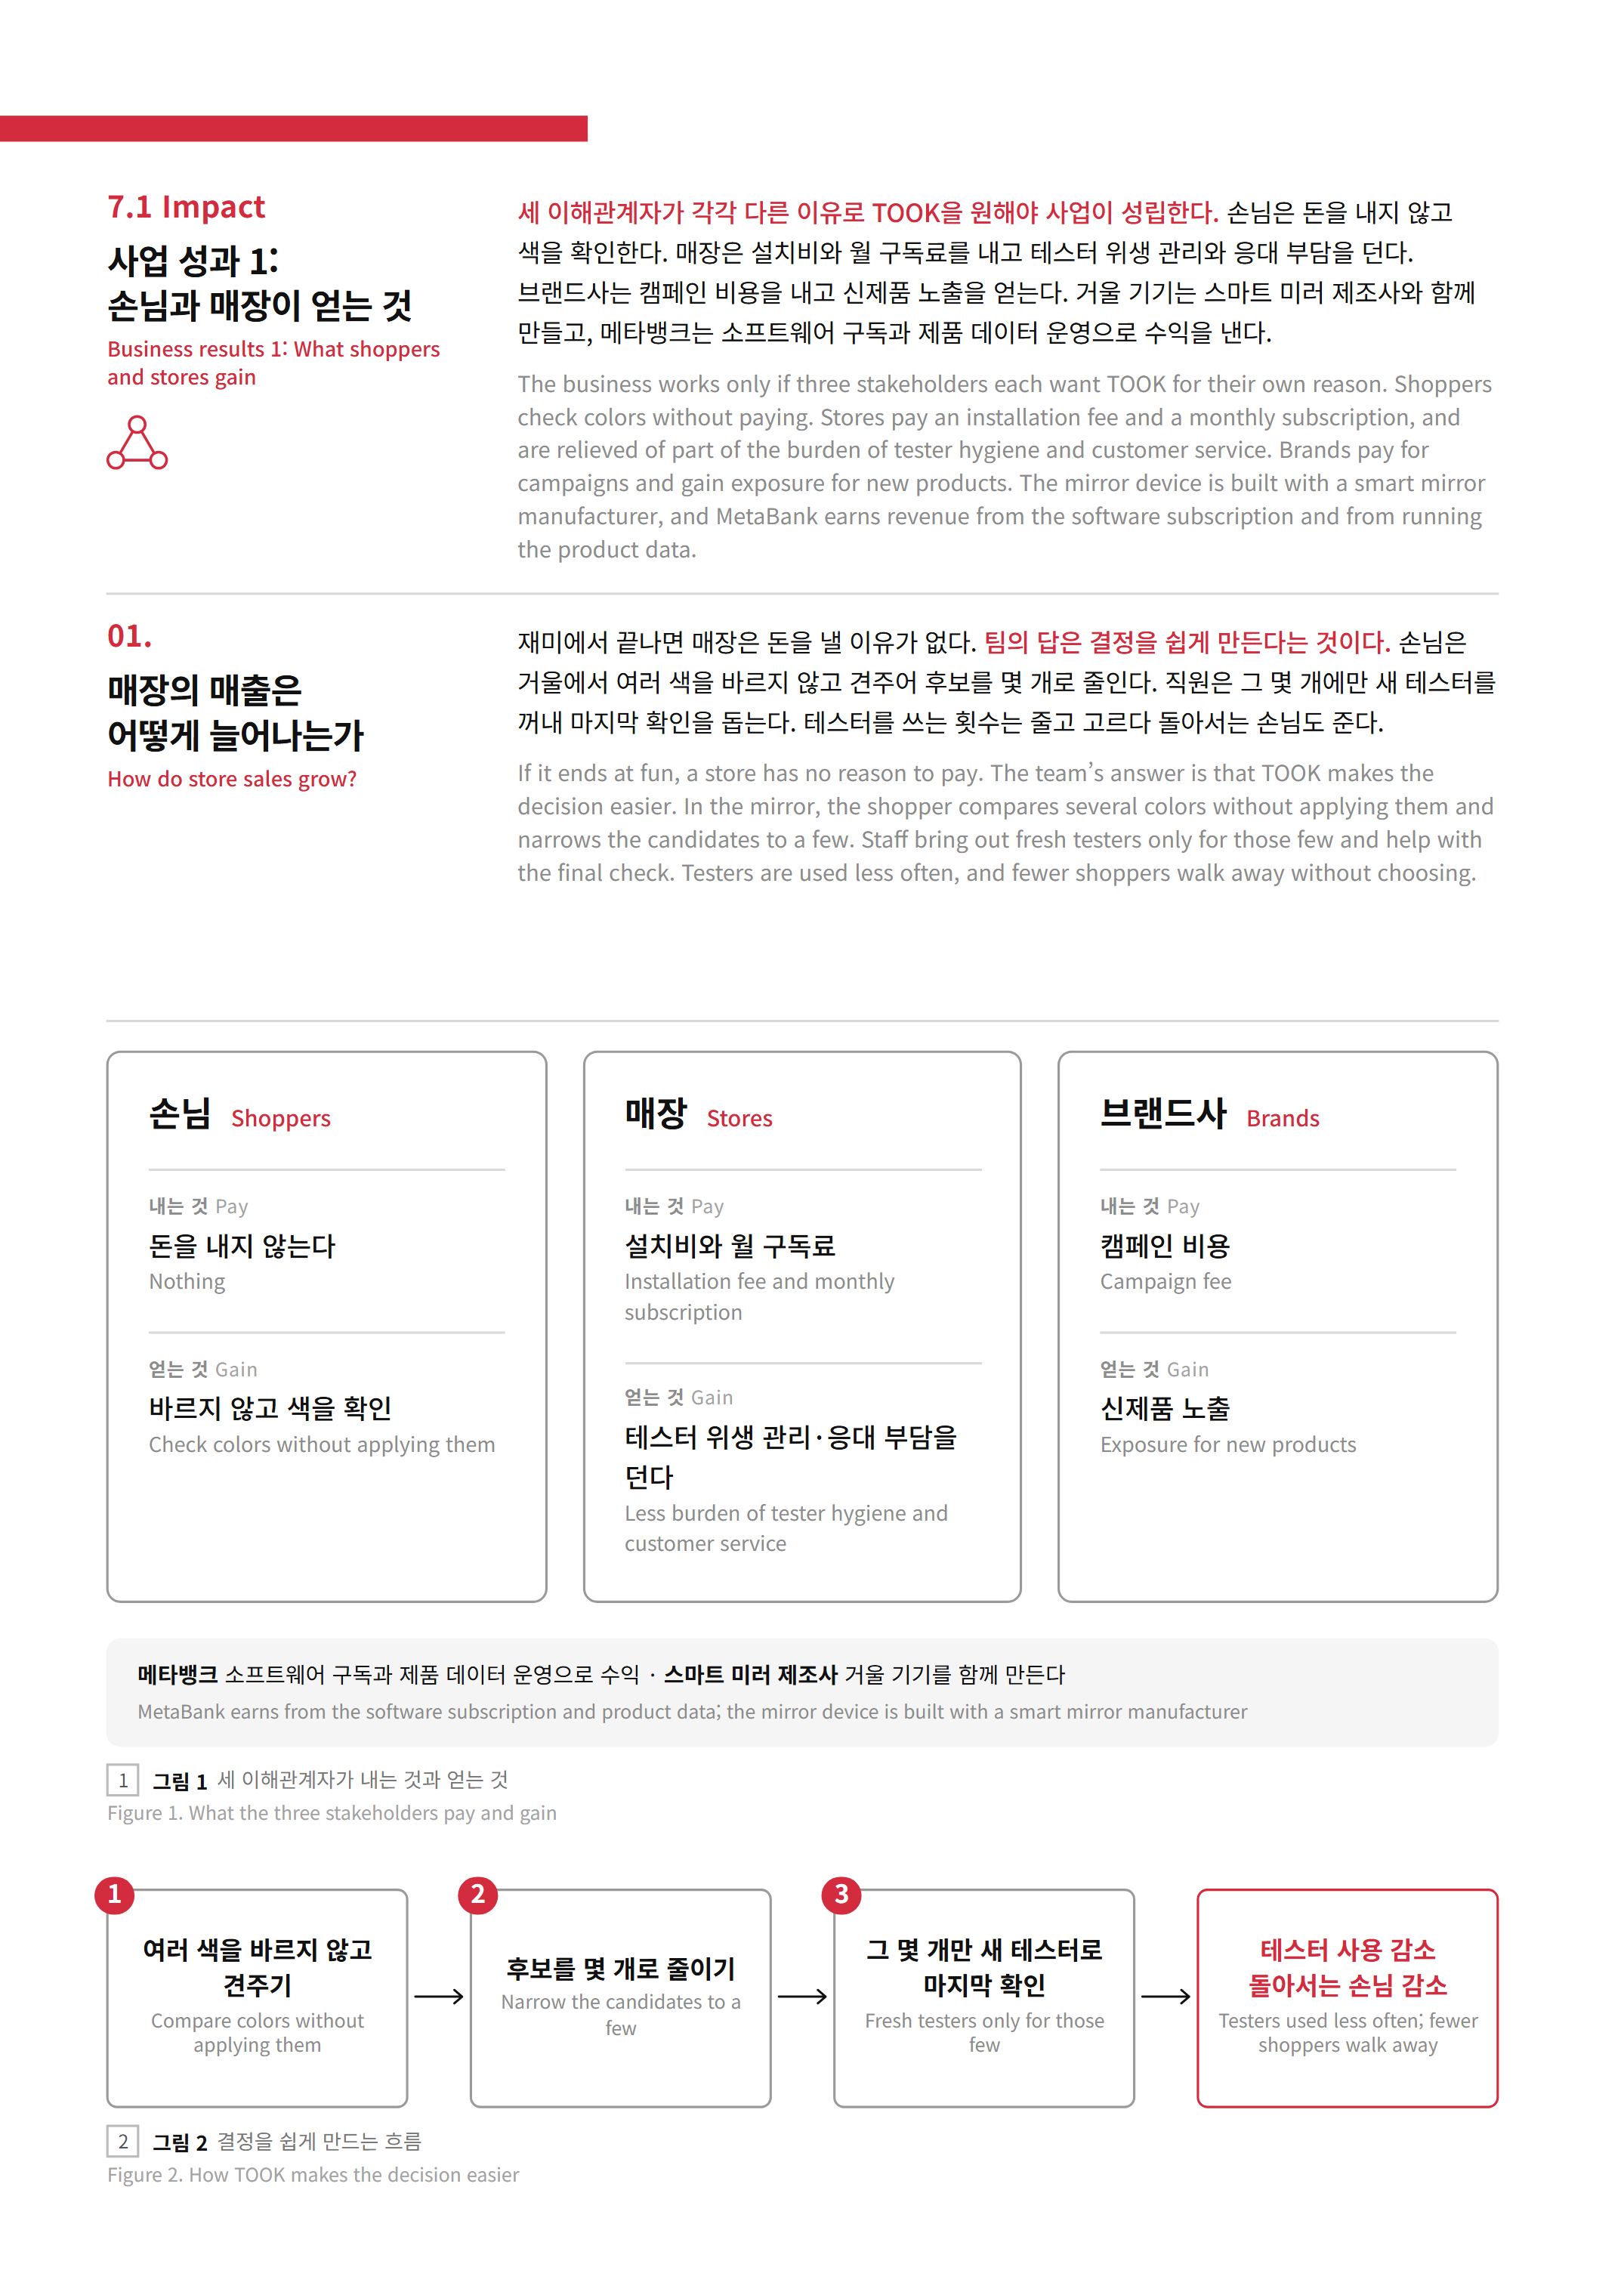 7.1 Impact
사업 성과 1:
손님과 매장이 얻는 것
Business results 1: What shoppers
and stores gain
세 이해관계자가 각각 다른 이유로 TOOK을 원해야 사업이 성립한다. 손님은 돈을 내지 않고
색을 확인한다. 매장은 설치비와 월 구독료를 내고 테스터 위생 관리와 응대 부담을 던다.
브랜드사는 캠페인 비용을 내고 신제품 노출을 얻는다. 거울 기기는 스마트 미러 제조사와 함께
만들고, 메타뱅크는 소프트웨어 구독과 제품 데이터 운영으로 수익을 낸다.
The business works only if three stakeholders each want TOOK for their own reason. Shoppers
check colors without paying. Stores pay an installation fee and a monthly subscription, and
are relieved of part of the burden of tester hygiene and customer service. Brands pay for
campaigns and gain exposure for new products. The mirror device is built with a smart mirror
manufacturer, and MetaBank earns revenue from the software subscription and from running
the product data.
01.
매장의 매출은
어떻게 늘어나는가
How do store sales grow?
재미에서 끝나면 매장은 돈을 낼 이유가 없다. 팀의 답은 결정을 쉽게 만든다는 것이다. 손님은
거울에서 여러 색을 바르지 않고 견주어 후보를 몇 개로 줄인다. 직원은 그 몇 개에만 새 테스터를
꺼내 마지막 확인을 돕는다. 테스터를 쓰는 횟수는 줄고 고르다 돌아서는 손님도 준다.
If it ends at fun, a store has no reason to pay. The team’s answer is that TOOK makes the
decision easier. In the mirror, the shopper compares several colors without applying them and
narrows the candidates to a few. Staff bring out fresh testers only for those few and help with
the final check. Testers are used less often, and fewer shoppers walk away without choosing.
손님 Shoppers
내는 것 Pay
돈을 내지 않는다
Nothing
얻는 것 Gain
바르지 않고 색을 확인
Check colors without applying them
매장 Stores
내는 것 Pay
설치비와 월 구독료
Installation fee and monthly
subscription
얻는 것 Gain
테스터 위생 관리·응대 부담을
던다
Less burden of tester hygiene and
customer service
브랜드사 Brands
내는 것 Pay
캠페인 비용
Campaign fee
얻는 것 Gain
신제품 노출
Exposure for new products
메타뱅크 소프트웨어 구독과 제품 데이터 운영으로 수익 · 스마트 미러 제조사 거울 기기를 함께 만든다
MetaBank earns from the software subscription and product data; the mirror device is built with a smart mirror manufacturer
1 그림 1 세 이해관계자가 내는 것과 얻는 것
Figure 1. What the three stakeholders pay and gain
1
여러 색을 바르지 않고
견주기
Compare colors without
applying them
2
후보를 몇 개로 줄이기
Narrow the candidates to a
few
3
그 몇 개만 새 테스터로
마지막 확인
Fresh testers only for those
few
테스터 사용 감소
돌아서는 손님 감소
Testers used less often; fewer
shoppers walk away
2 그림 2 결정을 쉽게 만드는 흐름
Figure 2. How TOOK makes the decision easier